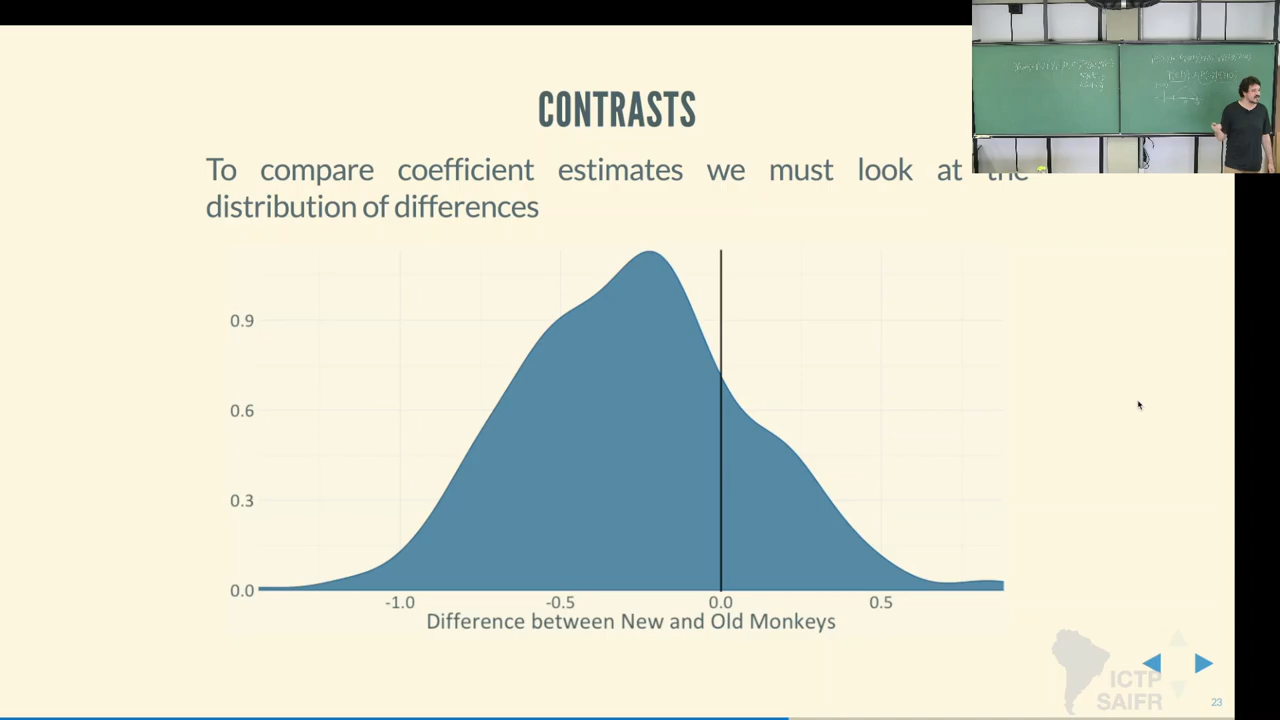 CONTRASTS
To compare coefficient estimates we must look at the
distribution of differences
0.9
0.6
0.3
0.0
-1.0 -0.5 0.0 0.5
Difference between New and Old Monkeys
ICTP
SAIFR
23